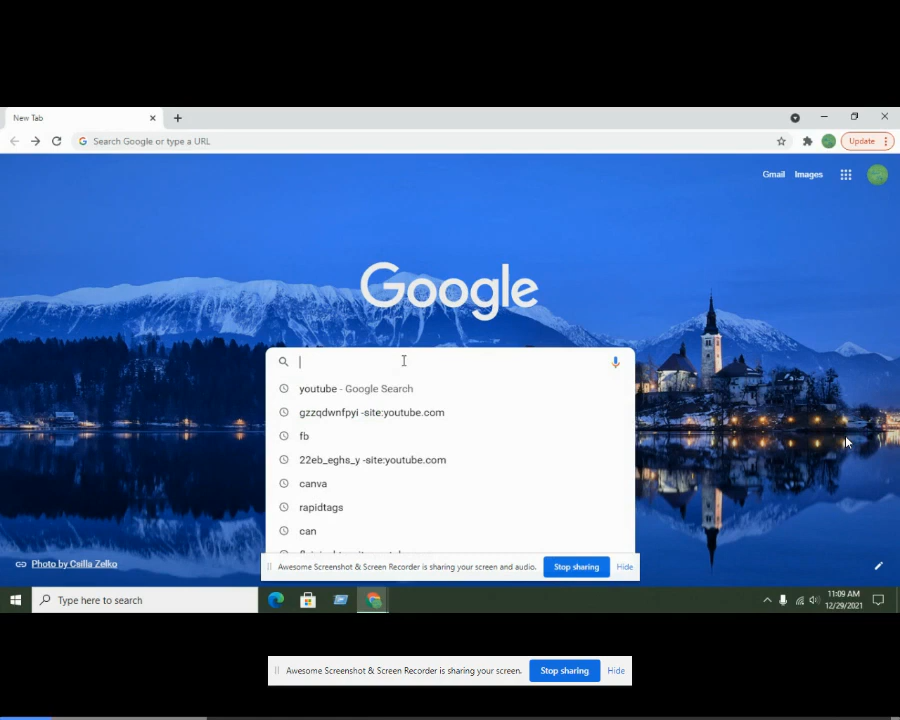 New Tab
Search Google or type a URL
Update
Gmail Images
Google
youtube - Google Search
gzzqdwnfpyi -site:youtube.com
fb
22eb_eghs_y -site:youtube.com
canva
rapidtags
can
Awesome Screenshot & Screen Recorder is sharing your screen and audio. Stop sharing Hide
Photo by Csilla Zelko
Type here to search
11:09 AM
12/29/2021
Awesome Screenshot & Screen Recorder is sharing your screen. Stop sharing Hide